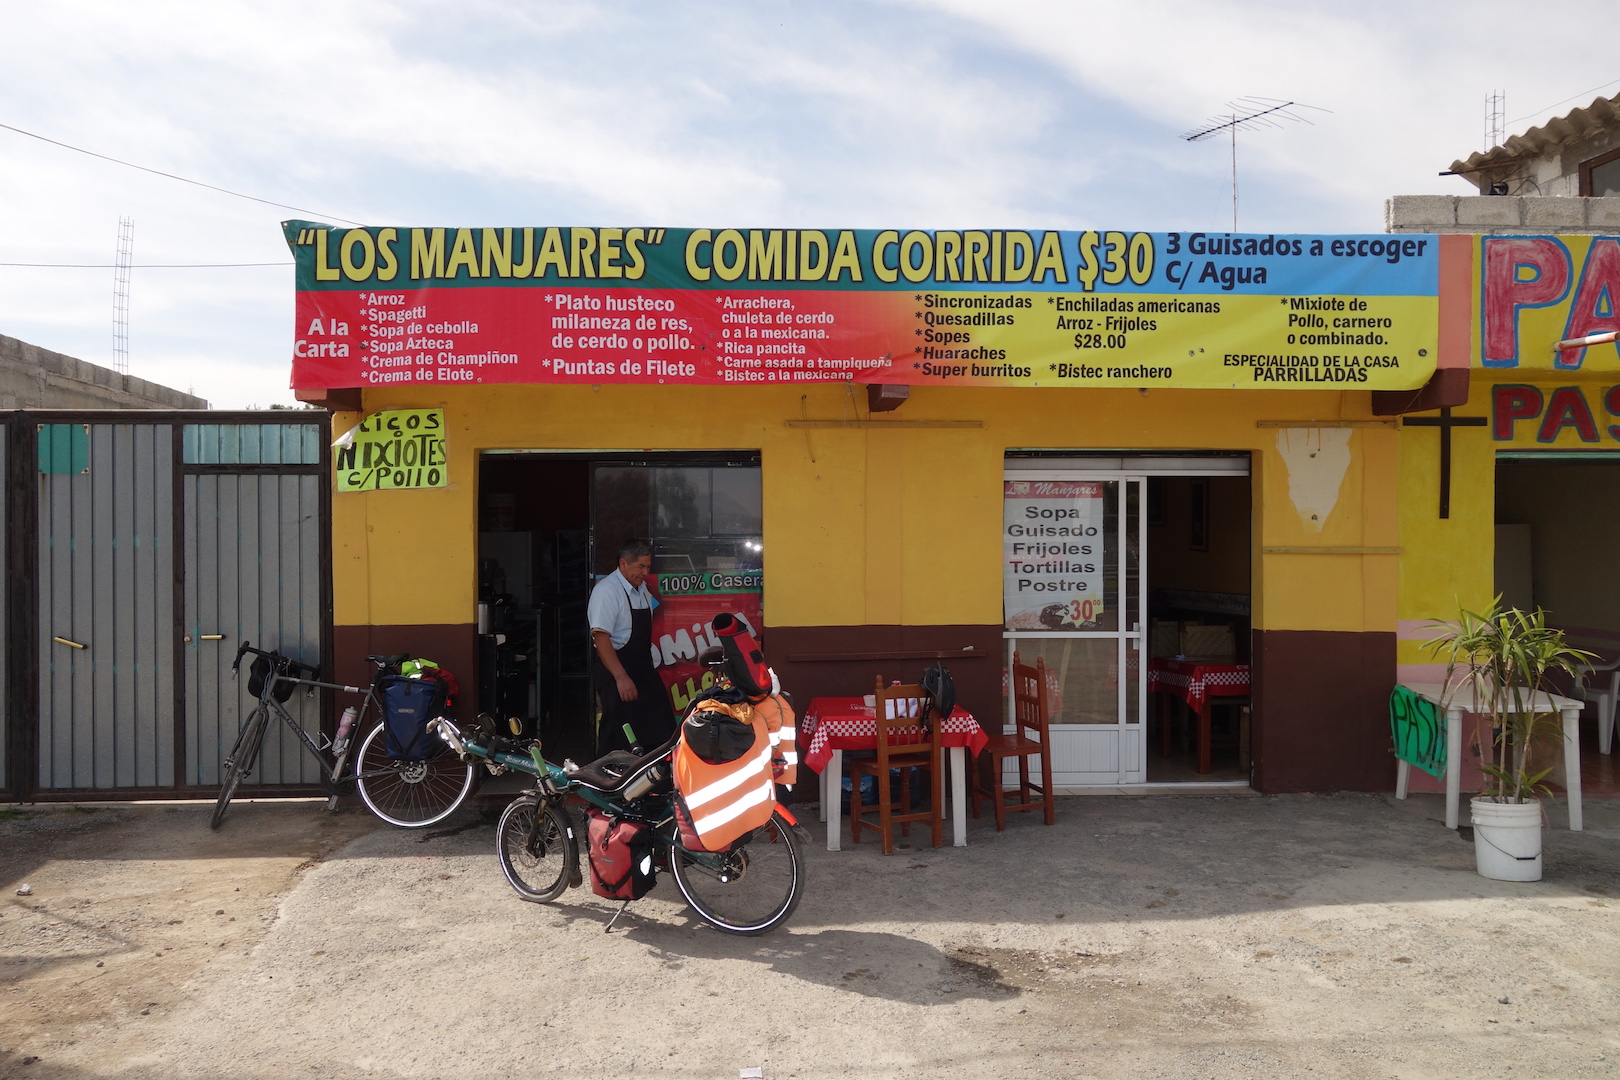 “LOS MANJARES” COMIDA CORRIDA $30
3 Guisados a escoger
C/ Agua
A la
Carta
*Arroz
*Spagetti
*Sopa de cebolla
*Sopa Azteca
*Crema de Champiñon
*Crema de Elote
*Plato husteco
milaneza de res,
de cerdo o pollo.
*Puntas de Filete
*Arrachera,
chuleta de cerdo
o a la mexicana.
*Rica pancita
*Carne asada a tampiqueña
*Bistec a la mexicana
*Sincronizadas
*Quesadillas
*Sopes
*Huaraches
*Super burritos
*Enchiladas americanas
Arroz - Frijoles
$28.00
*Bistec ranchero
*Mixiote de
Pollo, carnero
o combinado.
ESPECIALIDAD DE LA CASA
PARRILLADAS
MIXIOTES
C/POLLO
100% Casera
Los Manjares
Sopa
Guisado
Frijoles
Tortillas
Postre
$30.00
PA
PAS
PAST